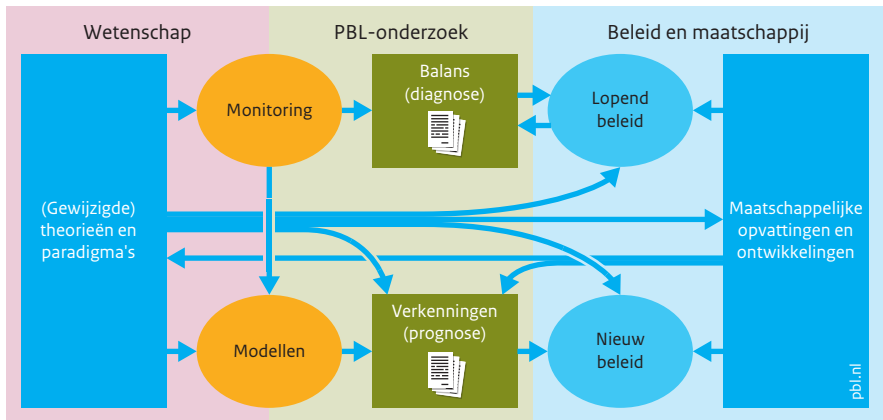 Wetenschap
PBL-onderzoek
Beleid en maatschappij
Monitoring
Balans
(diagnose)
Lopend
beleid
(Gewijzigde)
theorieën en
paradigma's
Maatschappelijke
opvattingen en
ontwikkelingen
Modellen
Verkenningen
(prognose)
Nieuw
beleid
pbl.nl